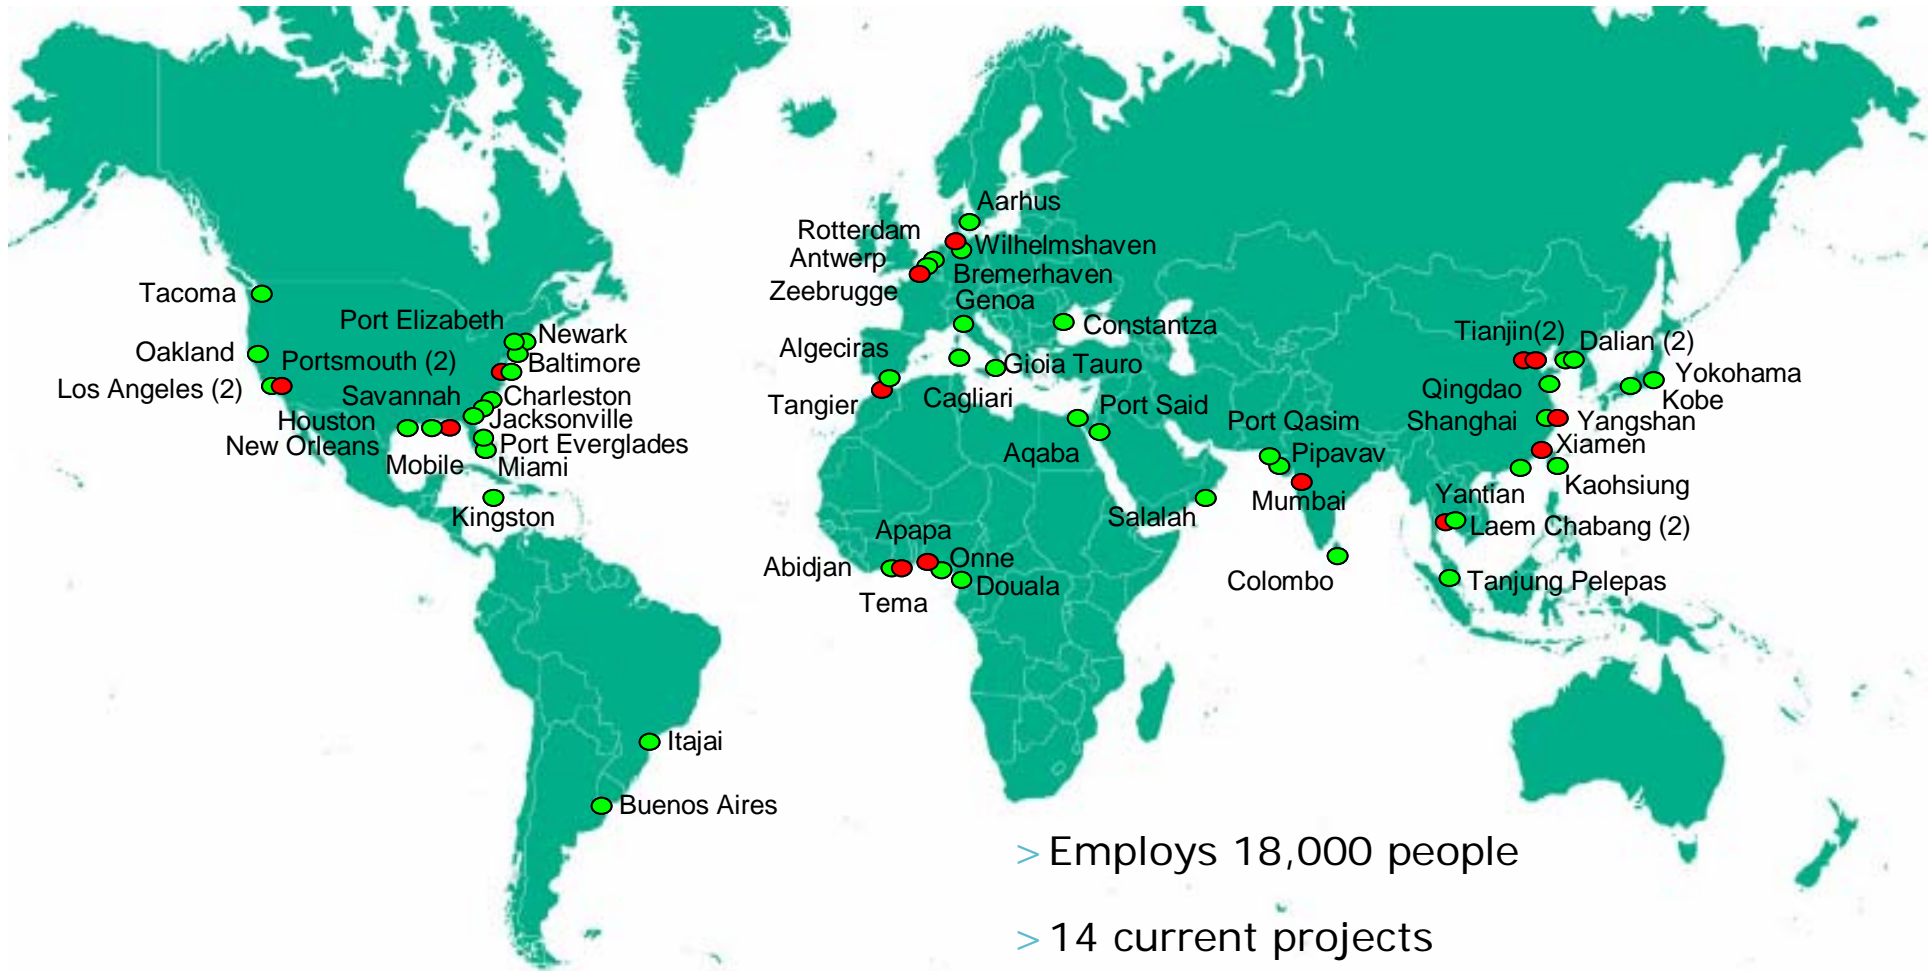 Aarhus
Rotterdam
Wilhelmshaven
Antwerp
Bremerhaven
Zeebrugge
Genoa
Tacoma
Port Elizabeth
Newark
Constantza
Tianjin(2)
Dalian (2)
Oakland
Portsmouth (2)
Baltimore
Algeciras
Gioia Tauro
Yokohama
Los Angeles (2)
Savannah
Charleston
Tangier
Cagliari
Port Said
Qingdao
Kobe
Houston
Jacksonville
Port Qasim
Shanghai
Yangshan
New Orleans
Port Everglades
Aqaba
Pipavav
Xiamen
Mobile
Miami
Mumbai
Yantian
Kaohsiung
Kingston
Salalah
Laem Chabang (2)
Apapa
Abidjan
Onne
Colombo
Tanjung Pelepas
Tema
Douala
Itajai
Buenos Aires
> Employs 18,000 people
> 14 current projects